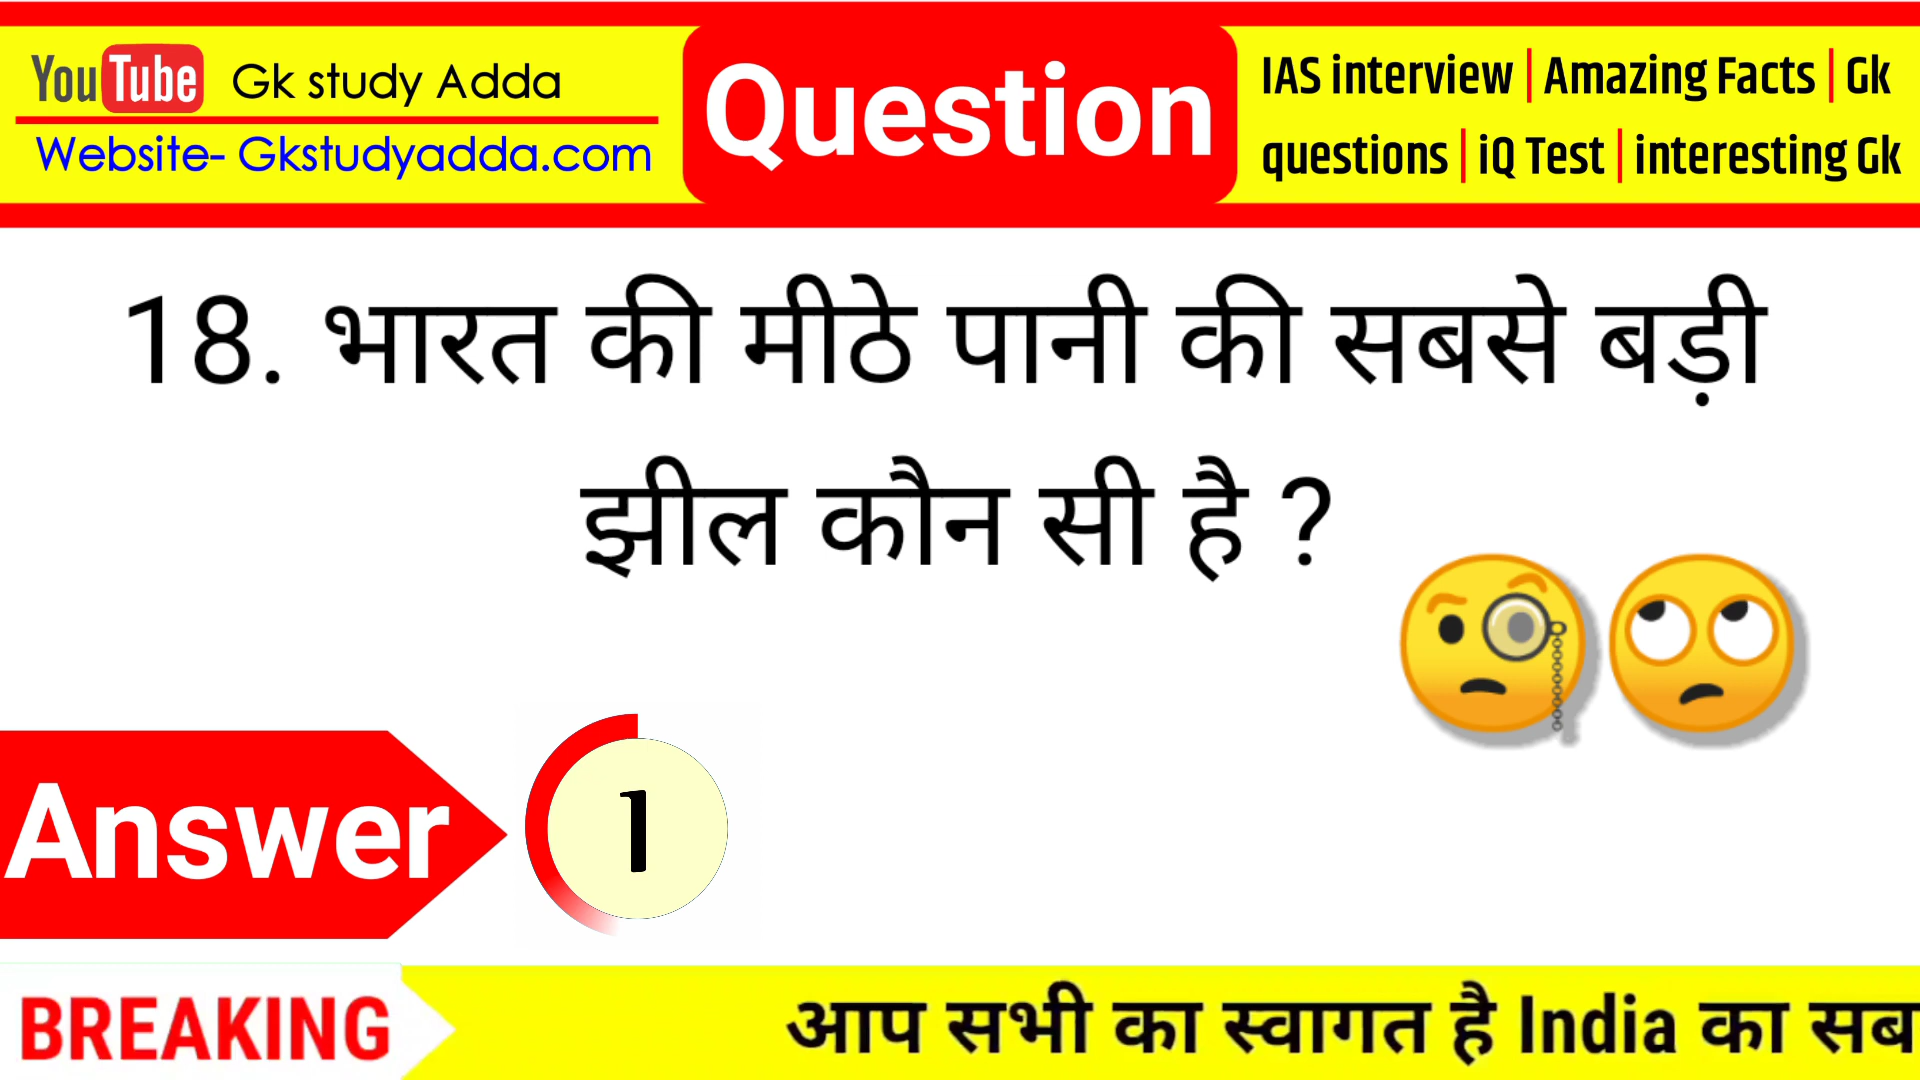 YouTube Gk study Adda
Website- Gkstudyadda.com
Question
IAS interview | Amazing Facts | Gk
questions | iQ Test | interesting Gk
18. भारत की मीठे पानी की सबसे बड़ी
झील कौन सी है ?
Answer
1
BREAKING
आप सभी का स्वागत है India का सब